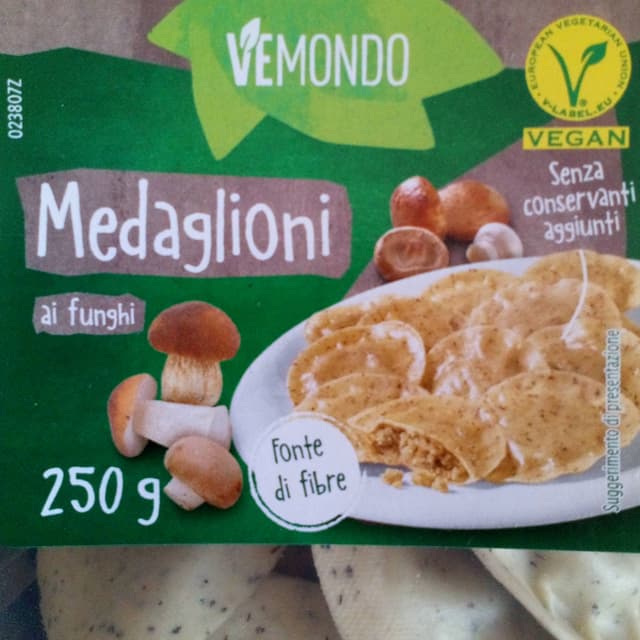 VEMONDO
EUROPEAN VEGETARIAN UNION
V-LABEL.EU
VEGAN
023807Z
Senza
conservanti
aggiunti
Medaglioni
ai funghi
Fonte
di fibre
250 g
Suggerimento di presentazione